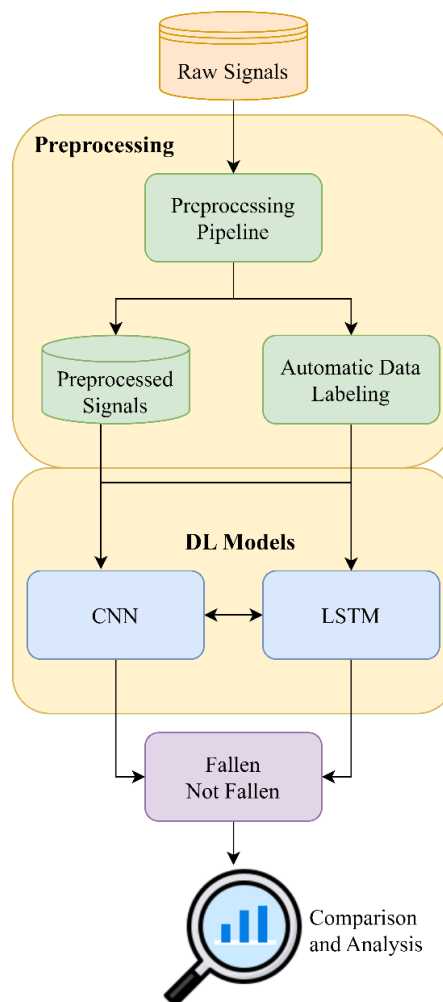 Raw Signals
Preprocessing
Preprocessing
Pipeline
Preprocessed
Signals
Automatic Data
Labeling
DL Models
CNN
LSTM
Fallen
Not Fallen
Comparison
and Analysis